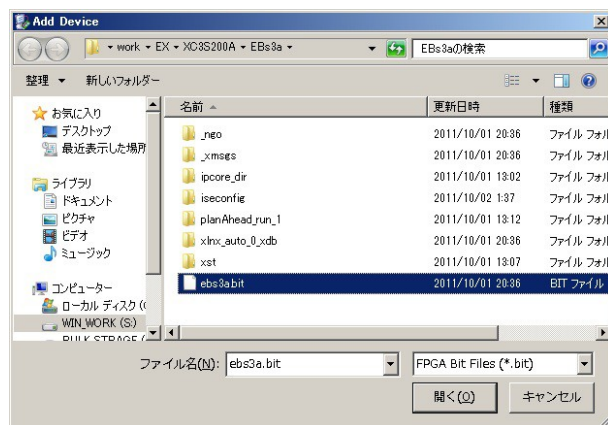 Add Device
work EX XC3S200A EBs3a
EBs3aの検索
整理 新しいフォルダー
お気に入り
デスクトップ
最近表示した場所
ライブラリ
ドキュメント
ピクチャ
ビデオ
ミュージック
コンピューター
ローカル ディスク (
WIN_WORK (S:)
BULK STRAGE (
名前 更新日時 種類
_ngo 2011/10/01 20:36 ファイル フォル
_xmsgs 2011/10/01 20:36 ファイル フォル
ipcore_dir 2011/10/01 13:02 ファイル フォル
iseconfig 2011/10/02 1:37 ファイル フォル
planAhead_run_1 2011/10/01 13:12 ファイル フォル
xlnx_auto_0_xdb 2011/10/01 20:36 ファイル フォル
xst 2011/10/01 13:07 ファイル フォル
ebs3a.bit 2011/10/01 20:36 BIT ファイル
ファイル名(N): ebs3a.bit FPGA Bit Files (*.bit)
開く(O) キャンセル